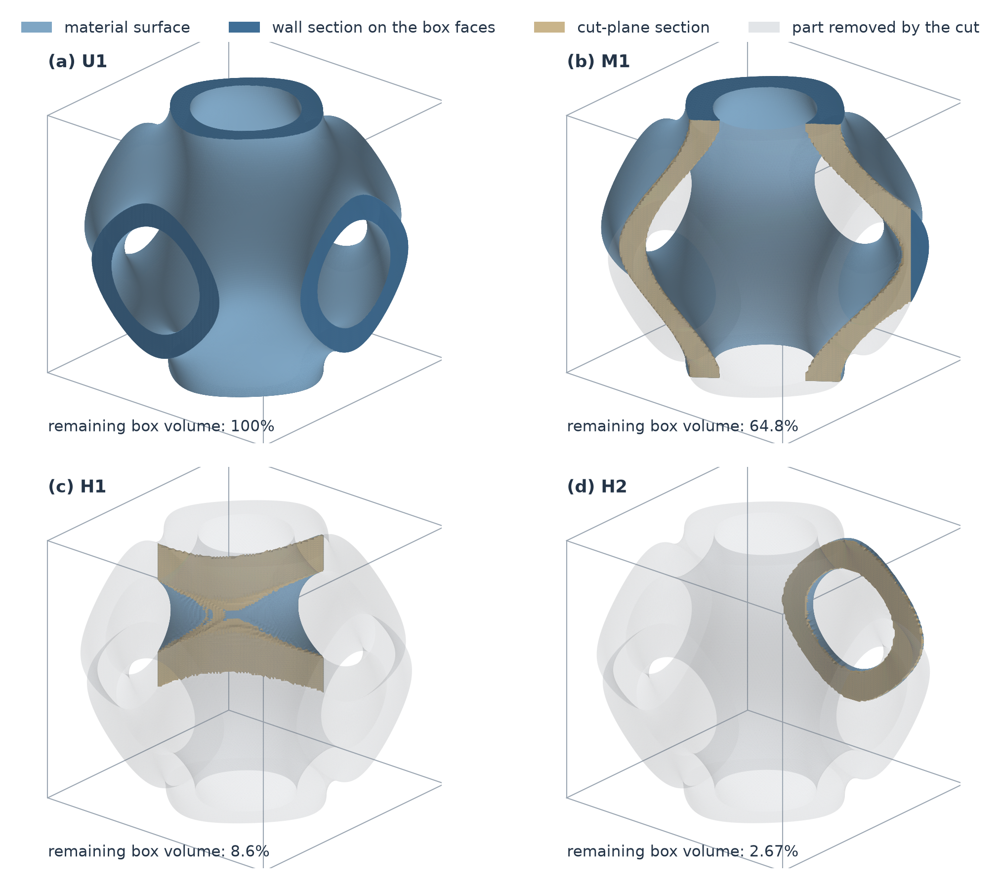 material surface wall section on the box faces cut-plane section part removed by the cut
(a) U1
(b) M1
remaining box volume: 100%
remaining box volume: 64.8%
(c) H1
(d) H2
remaining box volume: 8.6%
remaining box volume: 2.67%